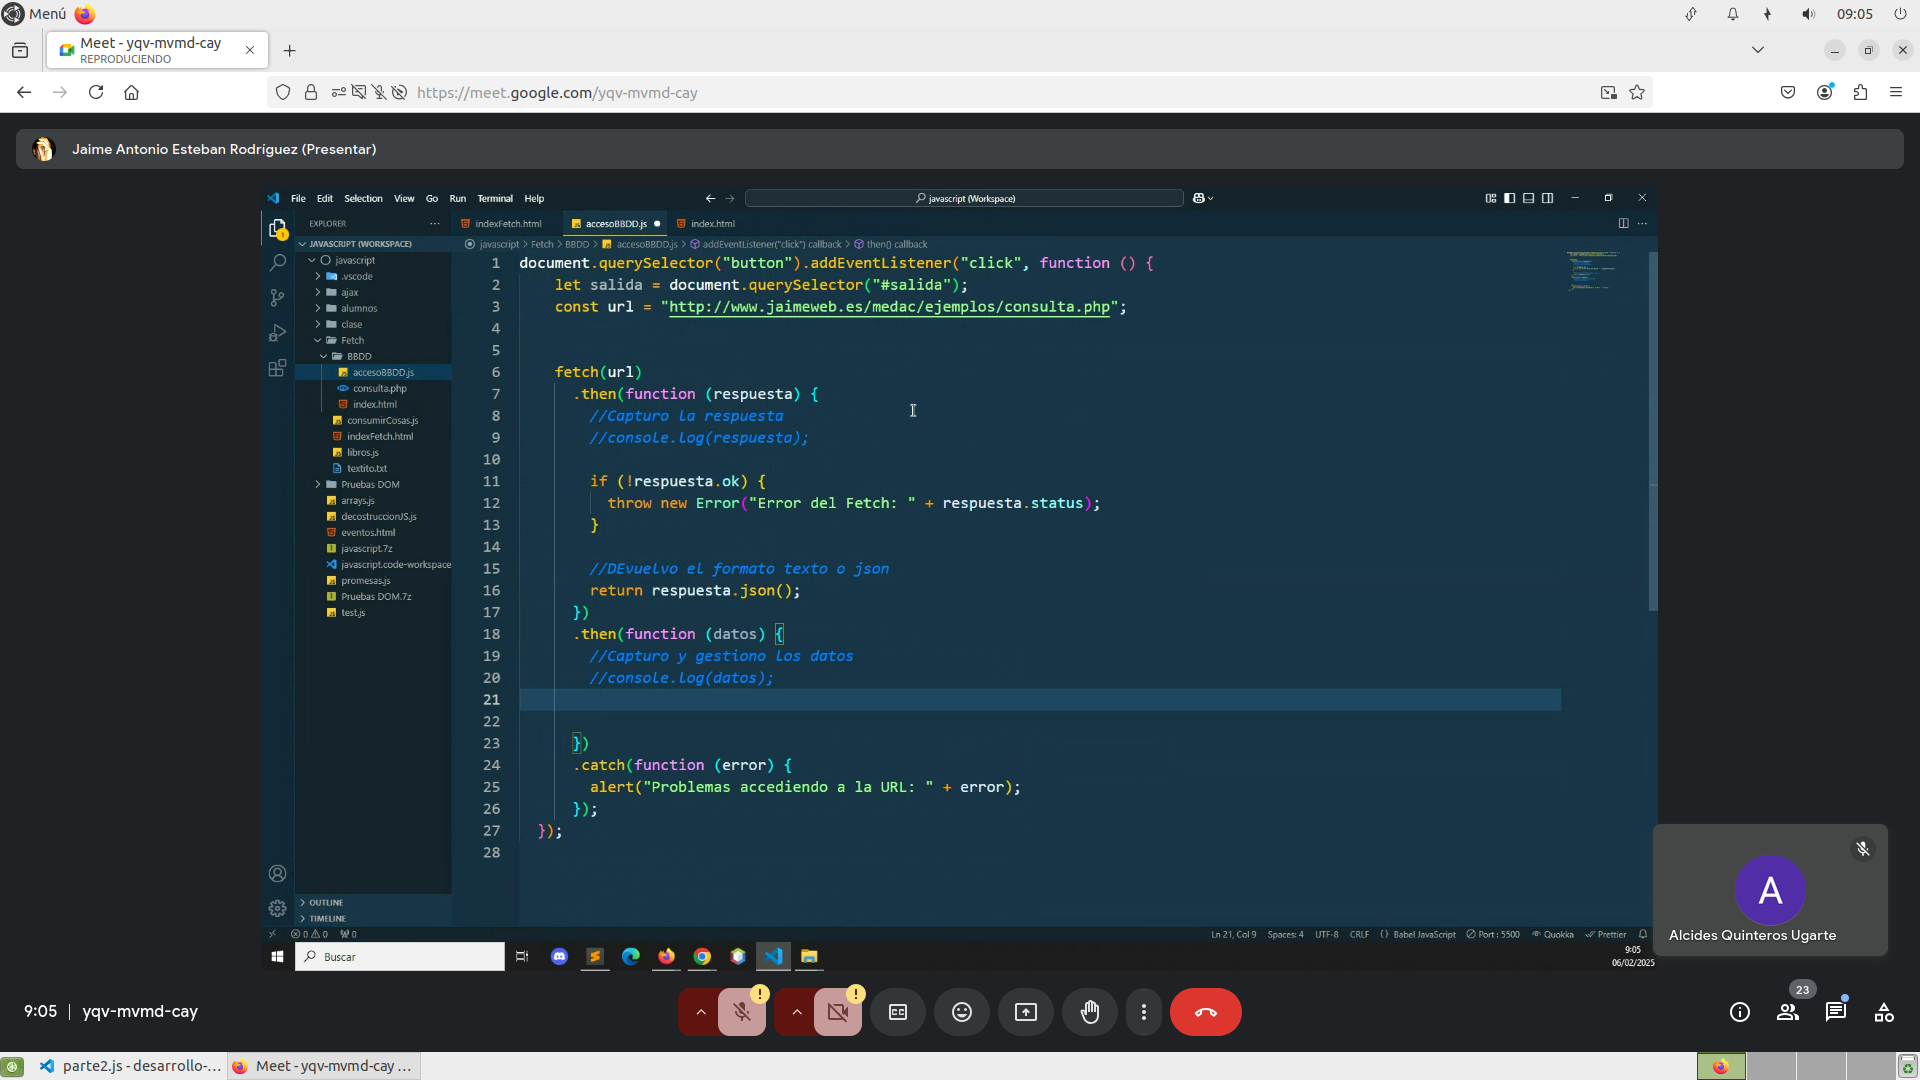 Menú
09:05
Meet - yqv-mvmd-cay
REPRODUCIENDO
https://meet.google.com/yqv-mvmd-cay
Jaime Antonio Esteban Rodríguez (Presentar)
File Edit Selection View Go Run Terminal Help
javascript (Workspace)
EXPLORER
indexFetch.html
accesoBBDD.js
index.html
JAVASCRIPT (WORKSPACE)
javascript > Fetch > BBDD > accesoBBDD.js > addEventListener("click") callback > then() callback
javascript
.vscode
ajax
alumnos
clase
Fetch
BBDD
accesoBBDD.js
consulta.php
index.html
consumirCosas.js
indexFetch.html
libros.js
textito.txt
Pruebas DOM
arrays.js
decostruccionJS.js
eventos.html
javascript.7z
javascript.code-workspace
promesas.js
Pruebas DOM.7z
test.js
OUTLINE
TIMELINE
1 document.querySelector("button").addEventListener("click", function () {
2 let salida = document.querySelector("#salida");
3 const url = "http://www.jaimeweb.es/medac/ejemplos/consulta.php";
4
5
6 fetch(url)
7 .then(function (respuesta) {
8 //Capturo la respuesta
9 //console.log(respuesta);
10
11 if (!respuesta.ok) {
12 throw new Error("Error del Fetch: " + respuesta.status);
13 }
14
15 //DEvuelvo el formato texto o json
16 return respuesta.json();
17 })
18 .then(function (datos) {
19 //Capturo y gestiono los datos
20 //console.log(datos);
21
22
23 })
24 .catch(function (error) {
25 alert("Problemas accediendo a la URL: " + error);
26 });
27 });
28
0 0 0
Ln 21, Col 9 Spaces: 4 UTF-8 CRLF {} Babel JavaScript Port : 5500 Quokka Prettier
Buscar
9:05
06/02/2025
A
Alcides Quinteros Ugarte
9:05 | yqv-mvmd-cay
23
parte2.js - desarrollo-...
Meet - yqv-mvmd-cay ...